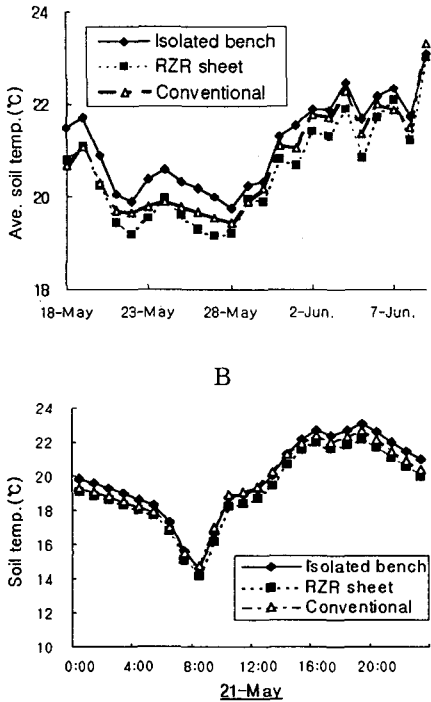 24
Isolated bench
RZR sheet
Conventional
22
Ave. soil temp.(℃)
20
18
18-May 23-May 28-May 2-Jun. 7-Jun.
B
24
22
20
18
Soil temp.(℃)
16
14
12
10
Isolated bench
RZR sheet
Conventional
0:00 4:00 8:00 12:00 16:00 20:00
21-May